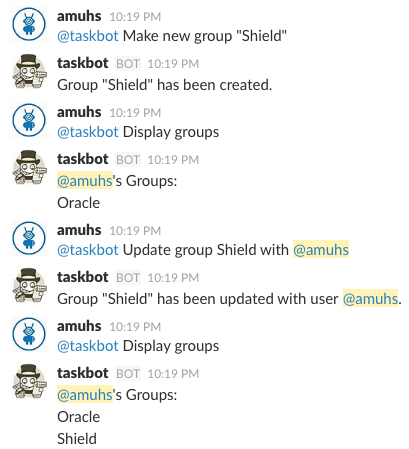 amuhs 10:19 PM
@taskbot Make new group "Shield"
taskbot BOT 10:19 PM
Group "Shield" has been created.
amuhs 10:19 PM
@taskbot Display groups
taskbot BOT 10:19 PM
@amuhs's Groups:
Oracle
amuhs 10:19 PM
@taskbot Update group Shield with @amuhs
taskbot BOT 10:19 PM
Group "Shield" has been updated with user @amuhs.
amuhs 10:19 PM
@taskbot Display groups
taskbot BOT 10:19 PM
@amuhs's Groups:
Oracle
Shield